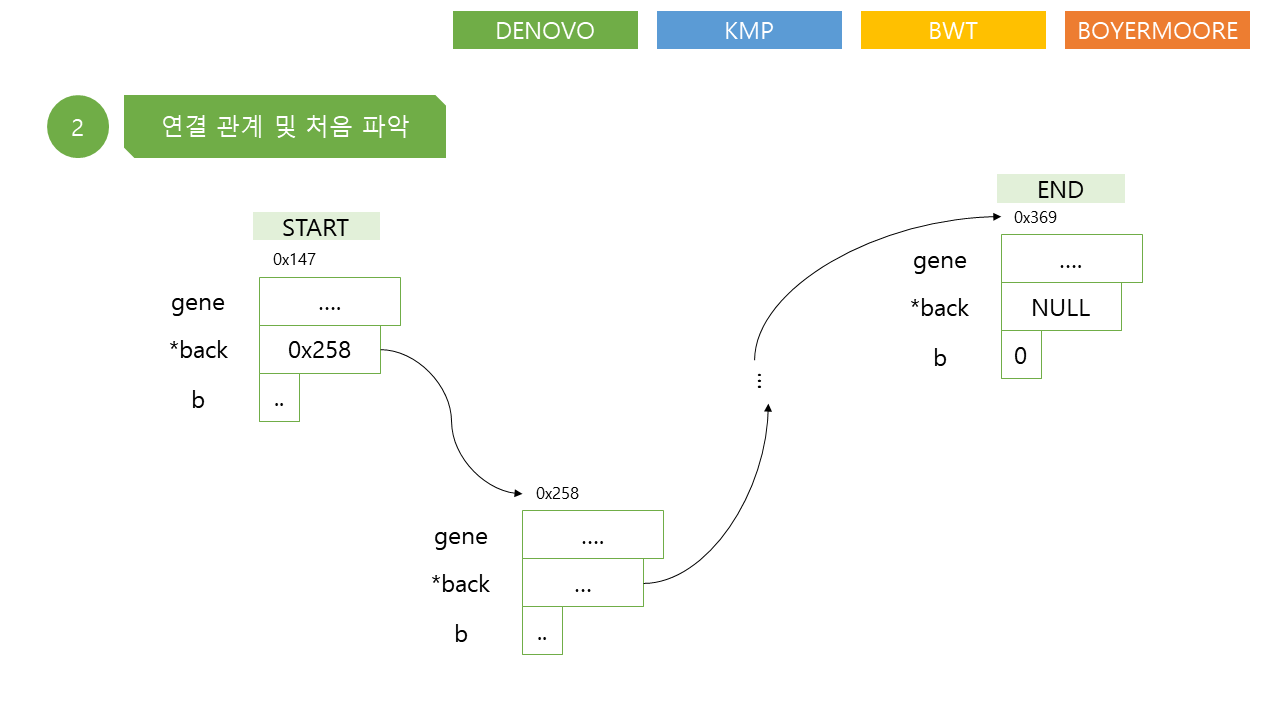 DENOVO
KMP
BWT
BOYERMOORE
2
연결 관계 및 처음 파악
START
0x147
gene
....
*back
0x258
b
..
0x258
gene
....
*back
...
b
..
...
END
0x369
gene
....
*back
NULL
b
0